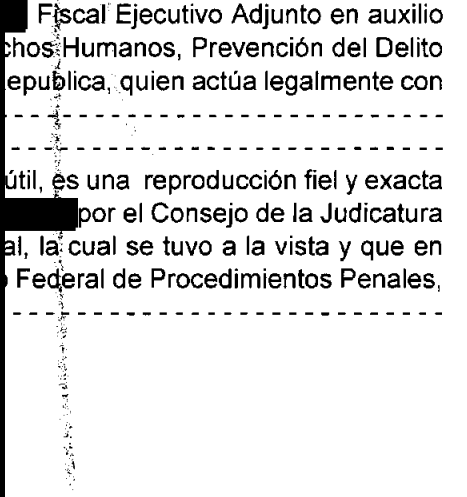 Fiscal Ejecutivo Adjunto en auxilio
chos Humanos, Prevención del Delito
epublica, quien actúa legalmente con
- - - - - - - - - - - - - - - - - - - - - - - - - - - - - - -
- - - - - - - - - - - - - - - - - - - - - - - - - - - - - - -
útil, es una reproducción fiel y exacta
por el Consejo de la Judicatura
al, la cual se tuvo a la vista y que en
Federal de Procedimientos Penales,
- - - - - - - - - - - - - - - - - - - - - - - - - - - - - - -